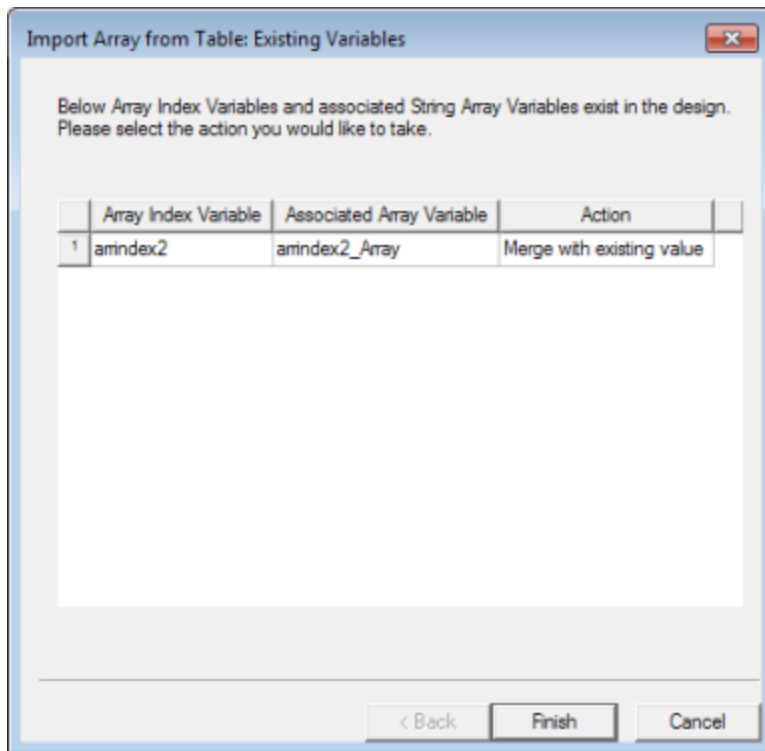 Import Array from Table: Existing Variables
Below Array Index Variables and associated String Array Variables exist in the design.
Please select the action you would like to take.
Array Index Variable Associated Array Variable Action
1 arrindex2 arrindex2_Array Merge with existing value
< Back Finish Cancel